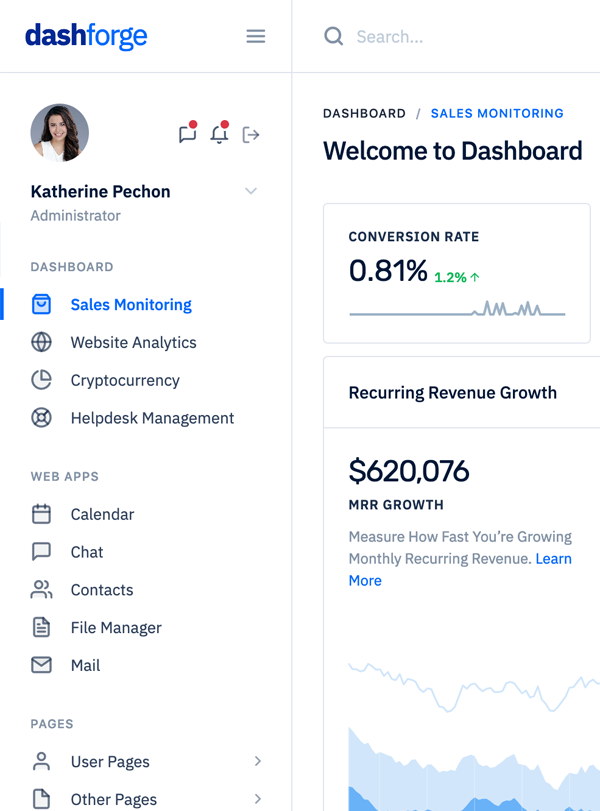 dashforge
Search...
Katherine Pechon
Administrator
DASHBOARD
Sales Monitoring
Website Analytics
Cryptocurrency
Helpdesk Management
WEB APPS
Calendar
Chat
Contacts
File Manager
Mail
PAGES
User Pages
Other Pages
DASHBOARD / SALES MONITORING
Welcome to Dashboard
CONVERSION RATE
0.81% 1.2% ↑
Recurring Revenue Growth
$620,076
MRR GROWTH
Measure How Fast You’re Growing
Monthly Recurring Revenue. Learn
More